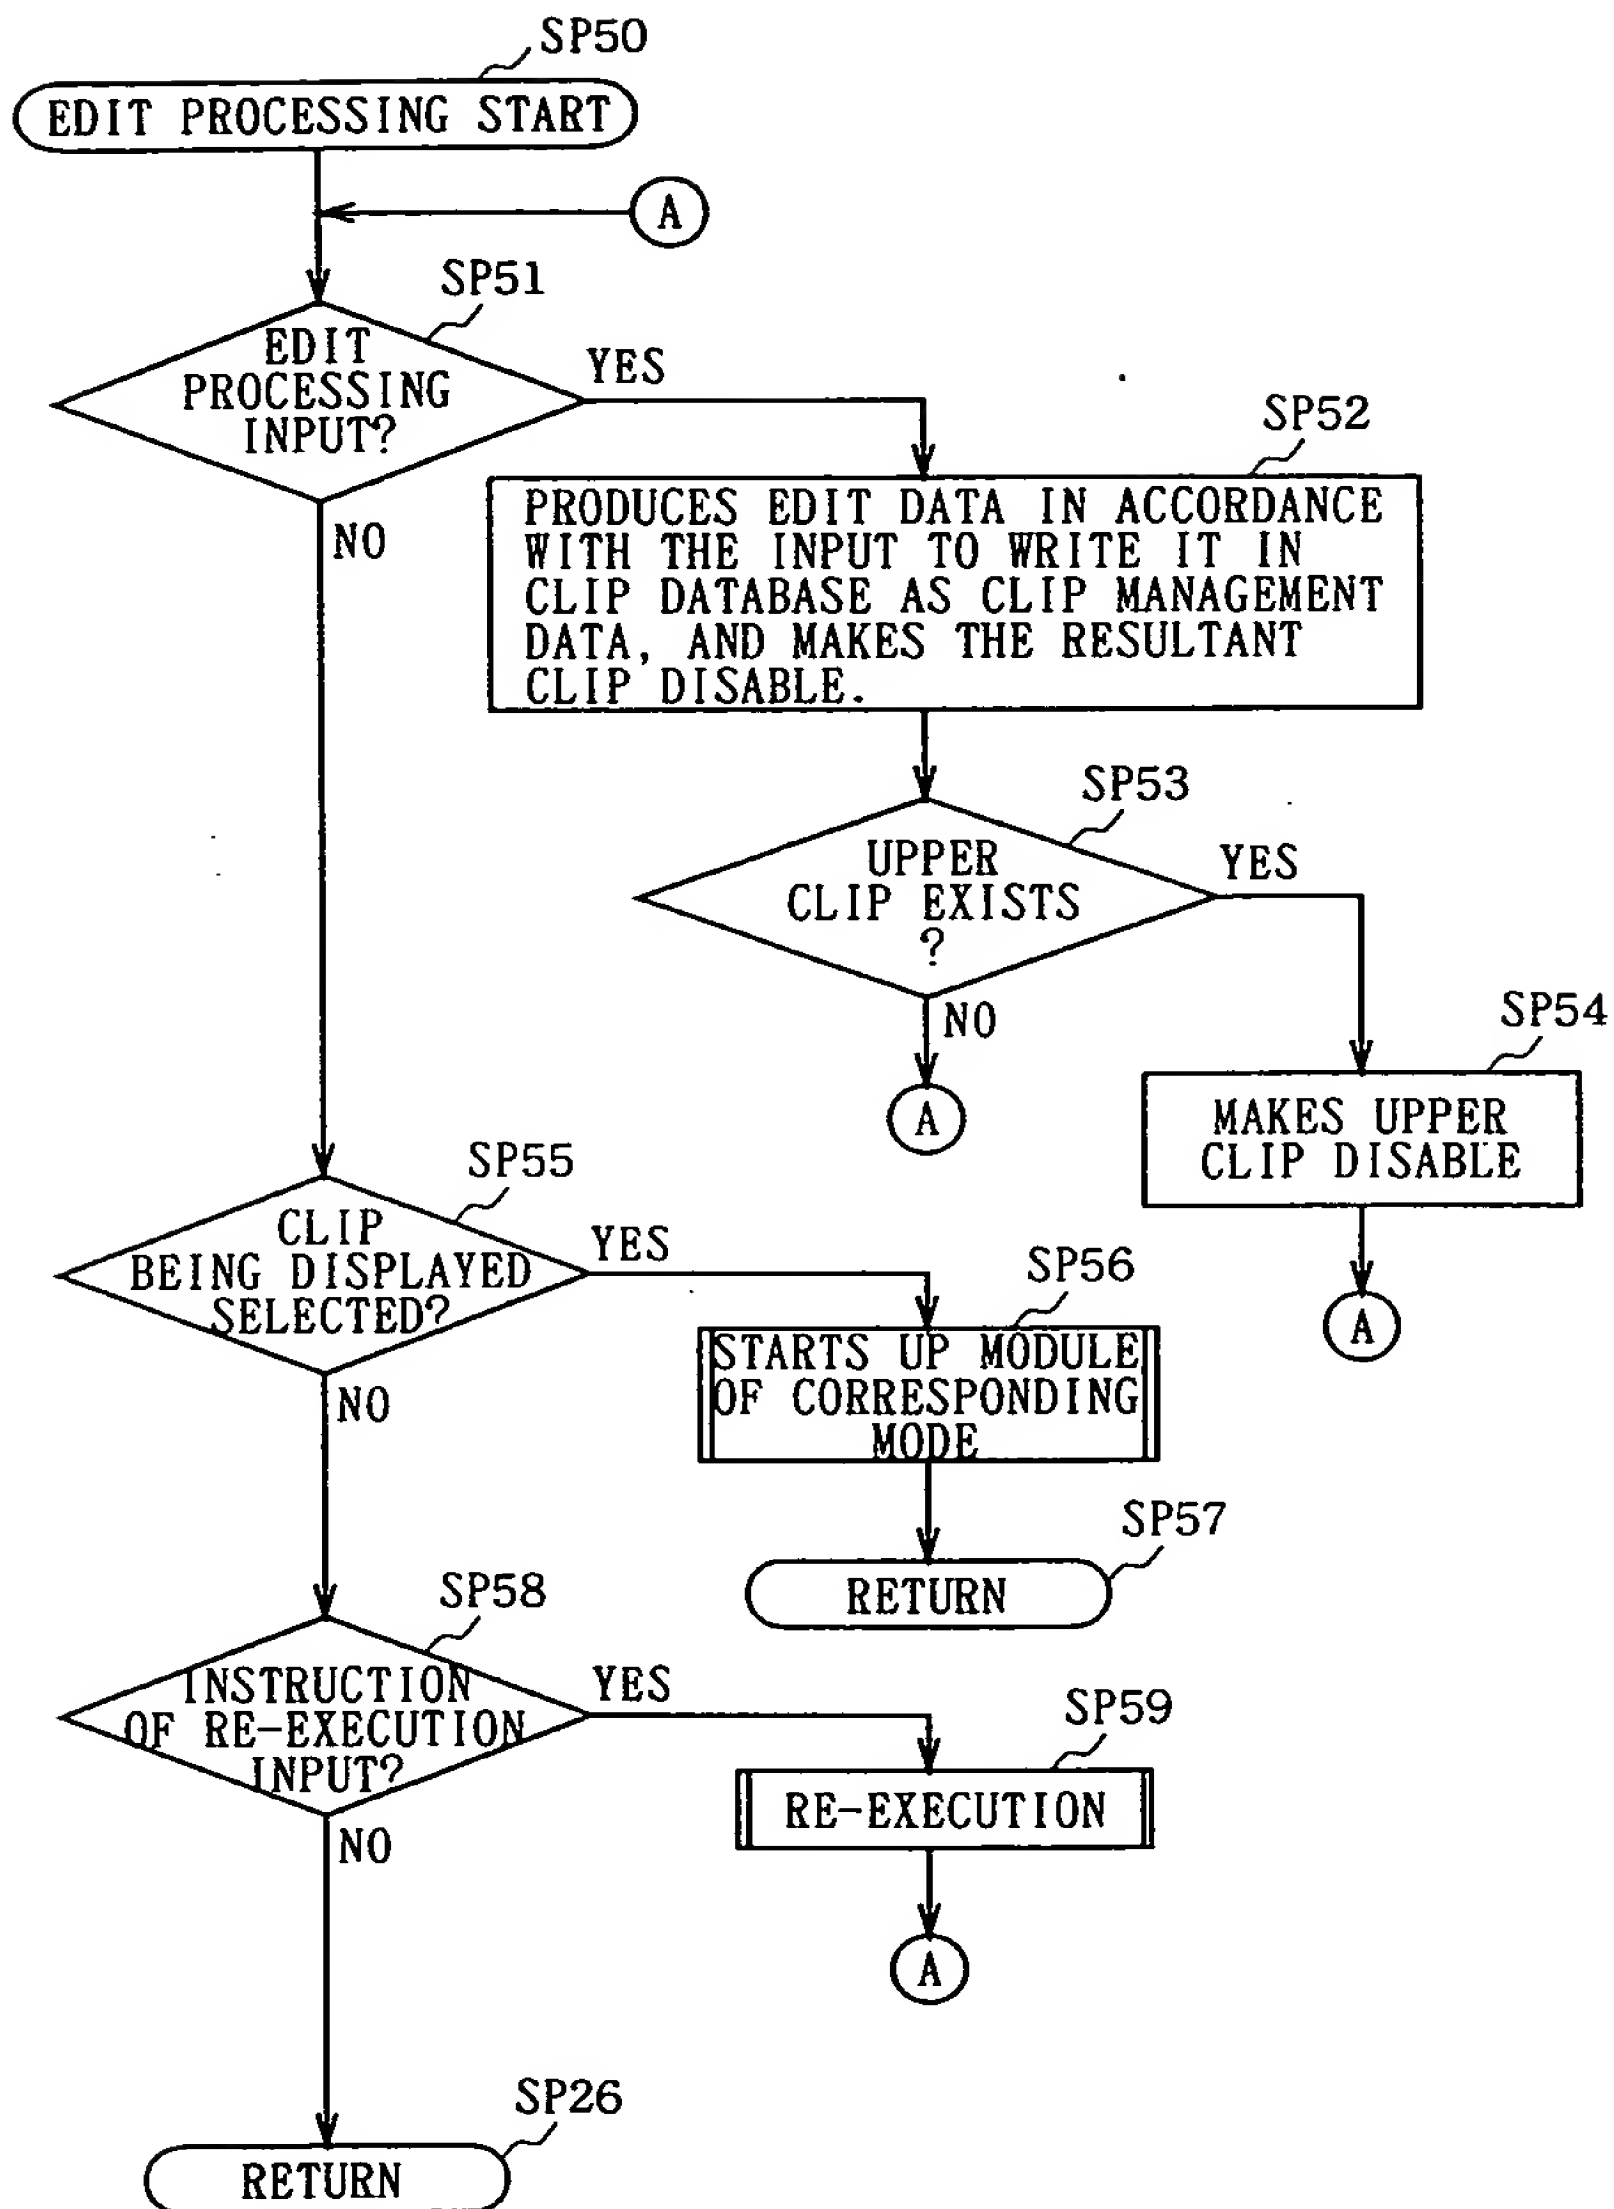 SP50
EDIT PROCESSING START
A
SP51
EDIT
PROCESSING
INPUT?
YES
NO
SP52
PRODUCES EDIT DATA IN ACCORDANCE
WITH THE INPUT TO WRITE IT IN
CLIP DATABASE AS CLIP MANAGEMENT
DATA, AND MAKES THE RESULTANT
CLIP DISABLE.
SP53
UPPER
CLIP EXISTS
?
YES
NO
A
SP54
MAKES UPPER
CLIP DISABLE
A
SP55
CLIP
BEING DISPLAYED
SELECTED?
YES
NO
SP56
STARTS UP MODULE
OF CORRESPONDING
MODE
SP57
RETURN
SP58
INSTRUCTION
OF RE-EXECUTION
INPUT?
YES
NO
SP59
RE-EXECUTION
A
SP26
RETURN